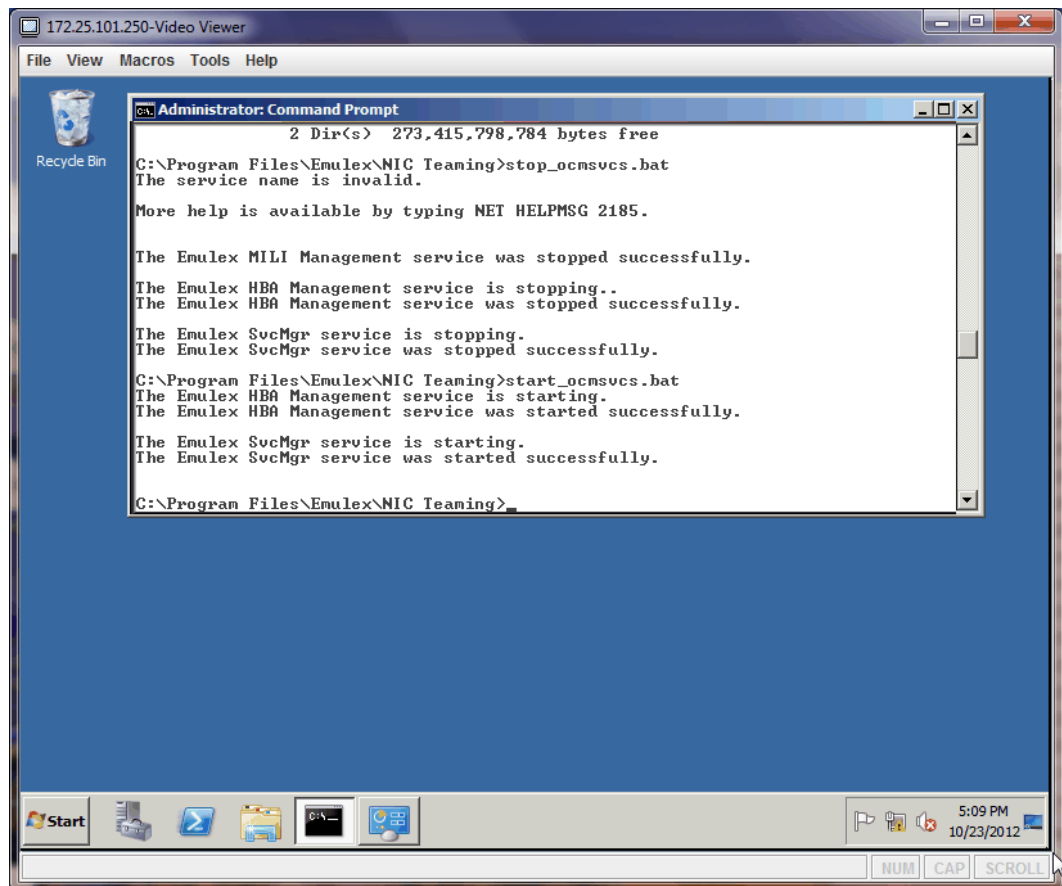 172.25.101.250-Video Viewer
File View Macros Tools Help
Recycle Bin
C:\. Administrator: Command Prompt
2 Dir(s) 273,415,798,784 bytes free
C:\Program Files\Emulex\NIC Teaming>stop_ocmsvcs.bat
The service name is invalid.
More help is available by typing NET HELPMSG 2185.
The Emulex MILI Management service was stopped successfully.
The Emulex HBA Management service is stopping..
The Emulex HBA Management service was stopped successfully.
The Emulex SvcMgr service is stopping.
The Emulex SvcMgr service was stopped successfully.
C:\Program Files\Emulex\NIC Teaming>start_ocmsvcs.bat
The Emulex HBA Management service is starting.
The Emulex HBA Management service was started successfully.
The Emulex SvcMgr service is starting.
The Emulex SvcMgr service was started successfully.
C:\Program Files\Emulex\NIC Teaming>_
Start
C:\_
5:09 PM
10/23/2012
NUM CAP SCROLL